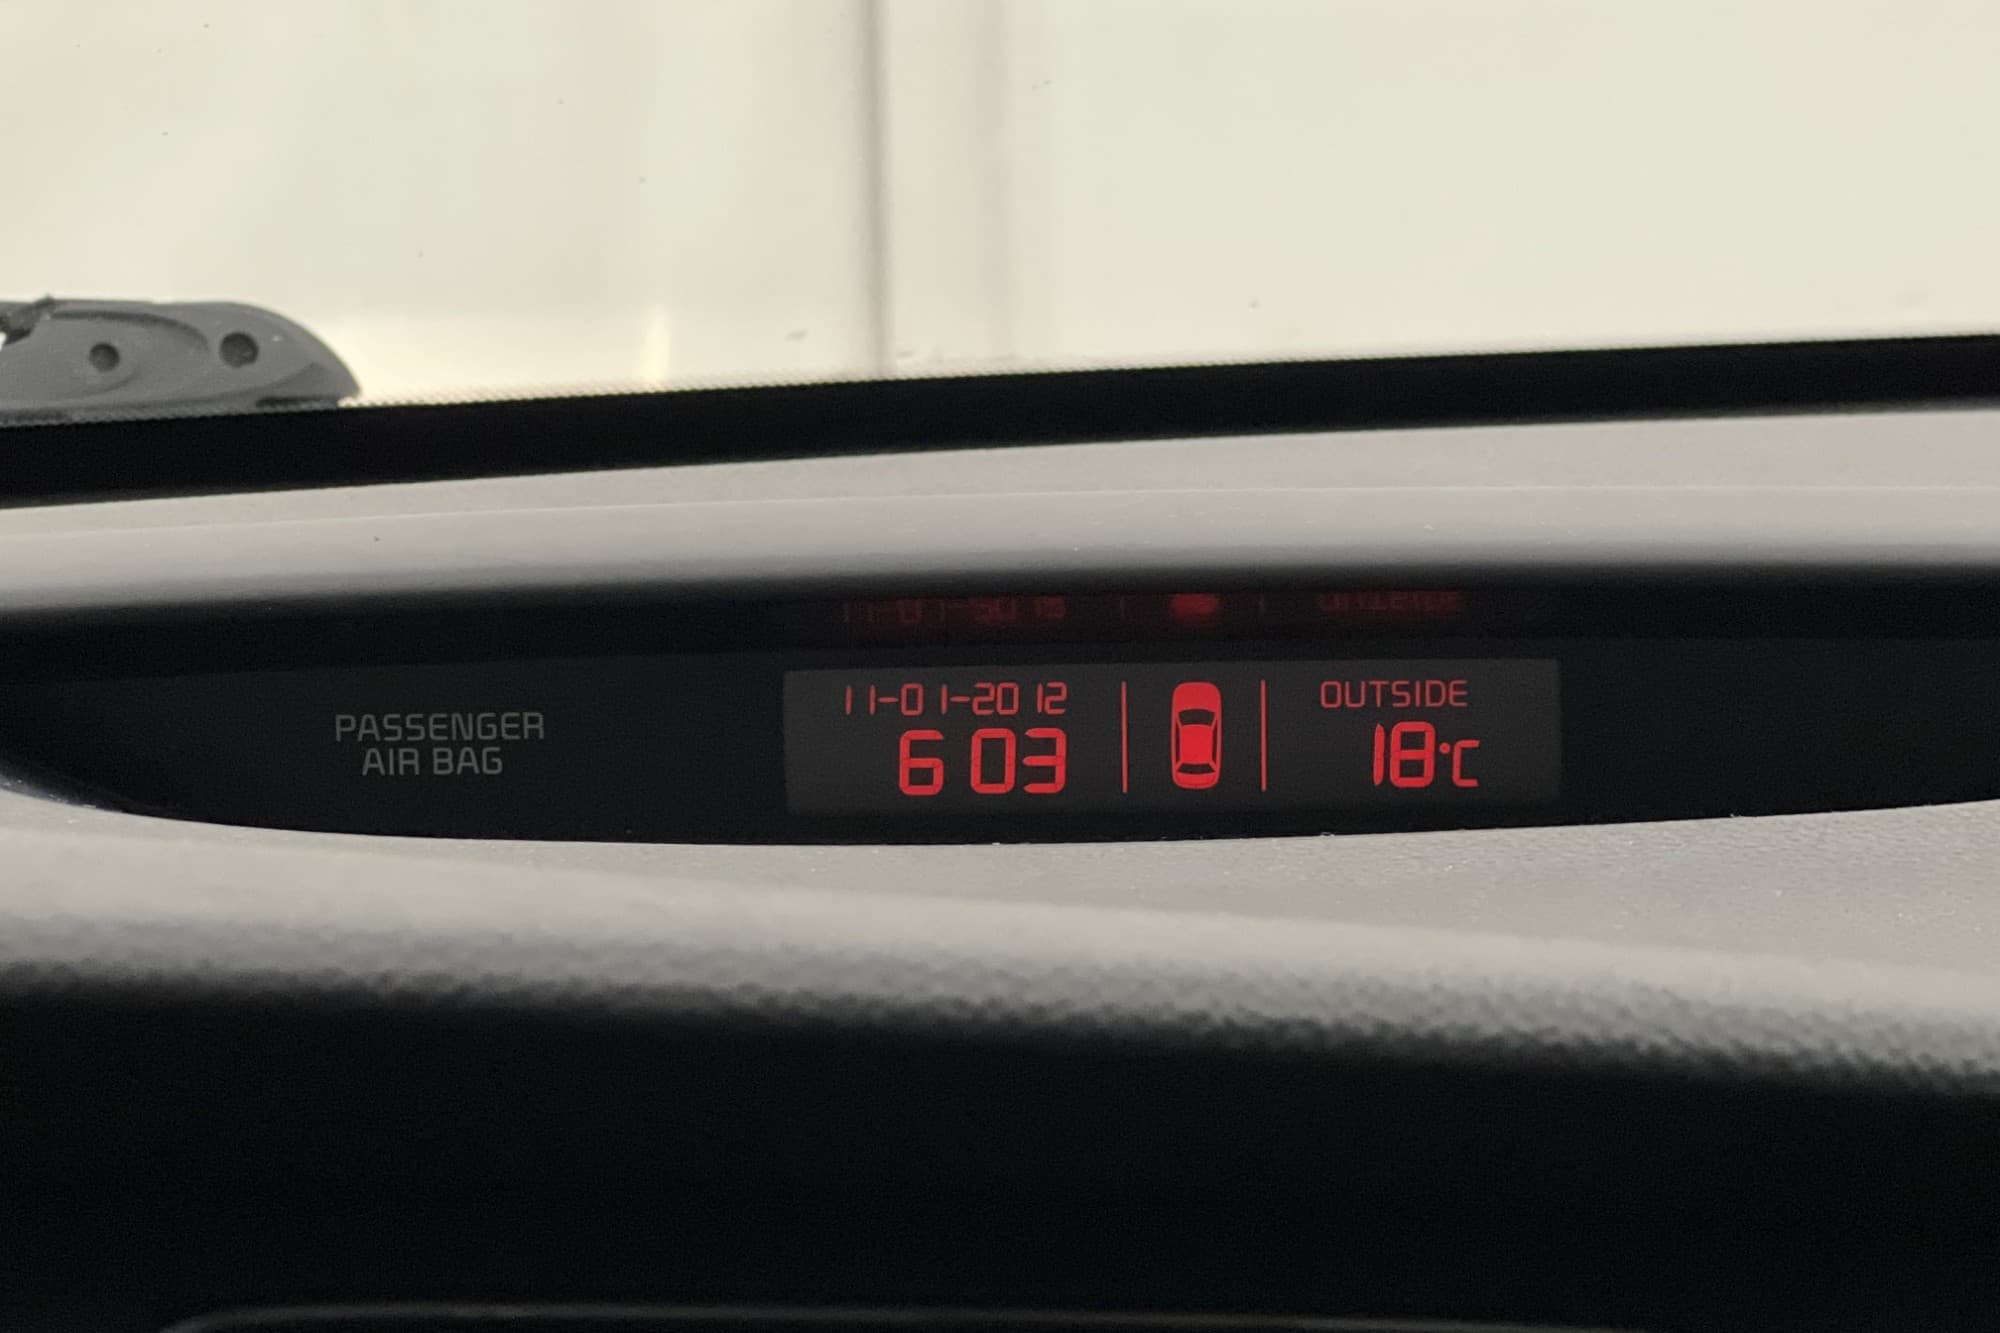 PASSENGER
AIR BAG
11-01-2012
6 03
OUTSIDE
18°C